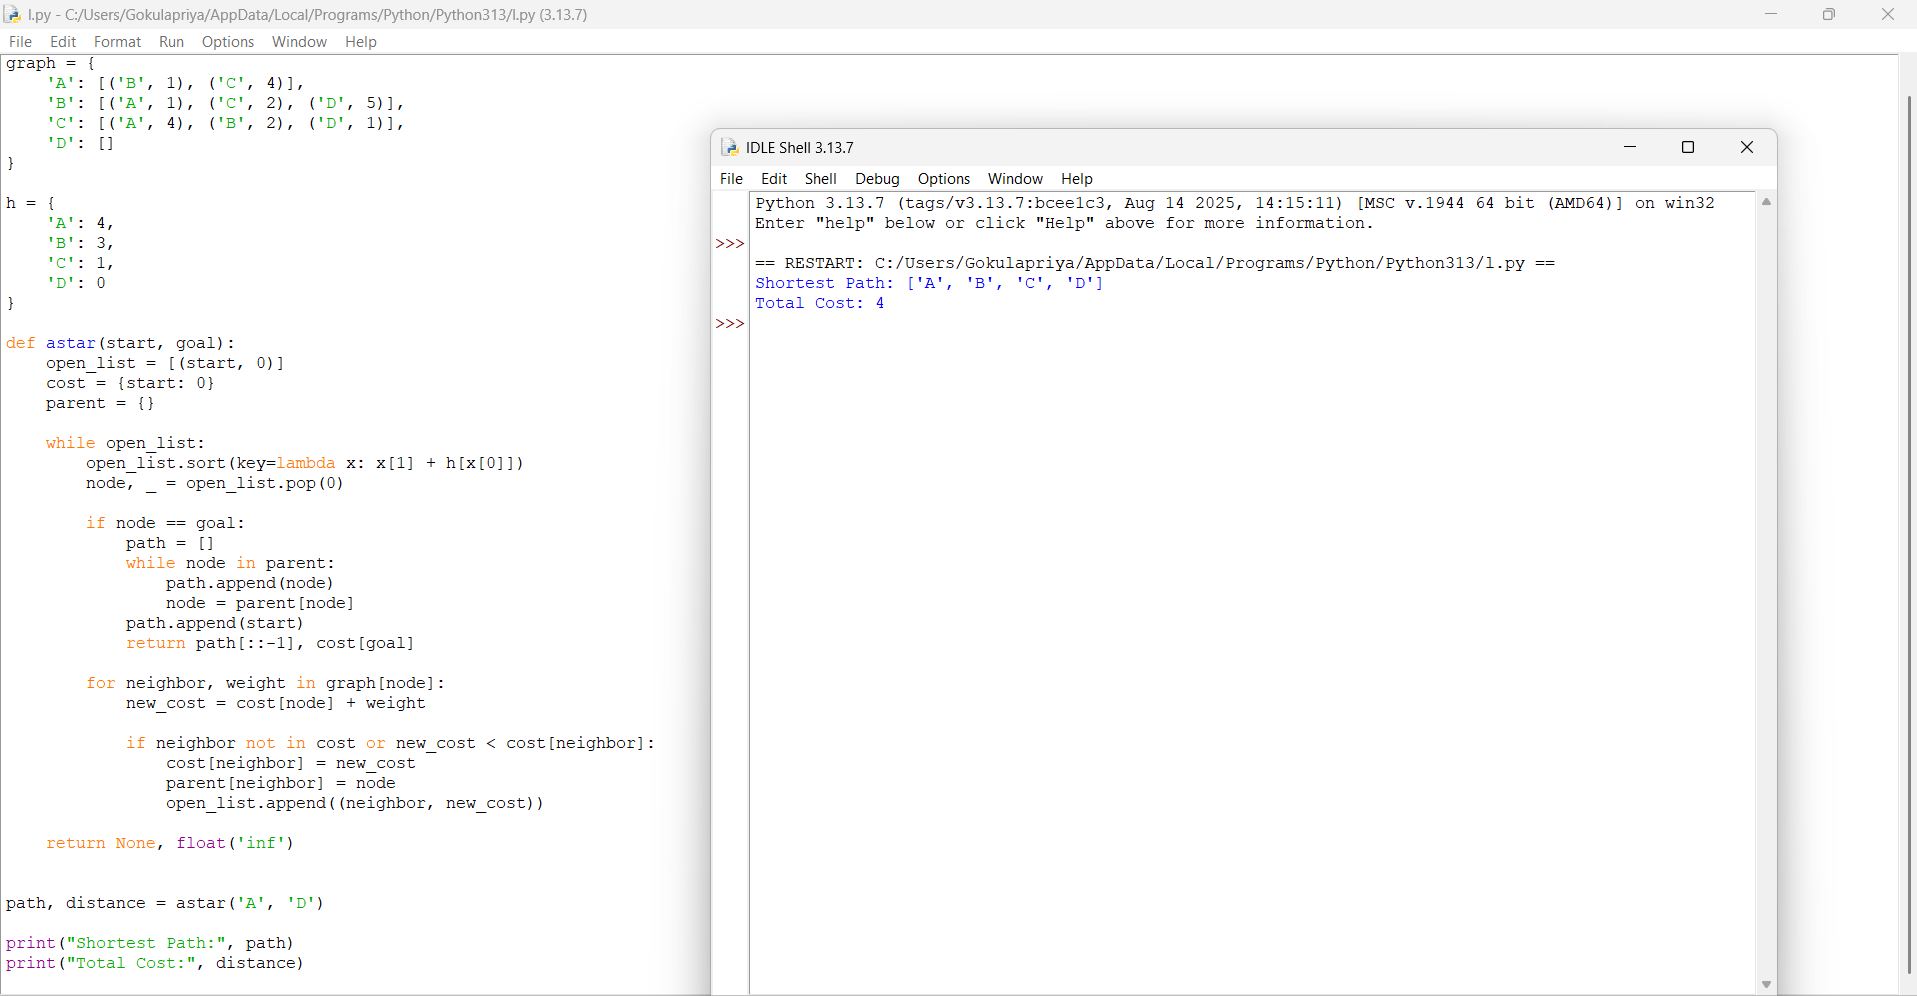 l.py - C:/Users/Gokulapriya/AppData/Local/Programs/Python/Python313/l.py (3.13.7)
File Edit Format Run Options Window Help
graph = {
    'A': [('B', 1), ('C', 4)],
    'B': [('A', 1), ('C', 2), ('D', 5)],
    'C': [('A', 4), ('B', 2), ('D', 1)],
    'D': []
}
h = {
    'A': 4,
    'B': 3,
    'C': 1,
    'D': 0
}
def astar(start, goal):
    open_list = [(start, 0)]
    cost = {start: 0}
    parent = {}
    while open_list:
        open_list.sort(key=lambda x: x[1] + h[x[0]])
        node, _ = open_list.pop(0)
        if node == goal:
            path = []
            while node in parent:
                path.append(node)
                node = parent[node]
            path.append(start)
            return path[::-1], cost[goal]
        for neighbor, weight in graph[node]:
            new_cost = cost[node] + weight
            if neighbor not in cost or new_cost < cost[neighbor]:
                cost[neighbor] = new_cost
                parent[neighbor] = node
                open_list.append((neighbor, new_cost))
    return None, float('inf')
path, distance = astar('A', 'D')
print("Shortest Path:", path)
print("Total Cost:", distance)
IDLE Shell 3.13.7
File Edit Shell Debug Options Window Help
Python 3.13.7 (tags/v3.13.7:bcee1c3, Aug 14 2025, 14:15:11) [MSC v.1944 64 bit (AMD64)] on win32
Enter "help" below or click "Help" above for more information.
>>>
== RESTART: C:/Users/Gokulapriya/AppData/Local/Programs/Python/Python313/l.py ==
Shortest Path: ['A', 'B', 'C', 'D']
Total Cost: 4
>>>